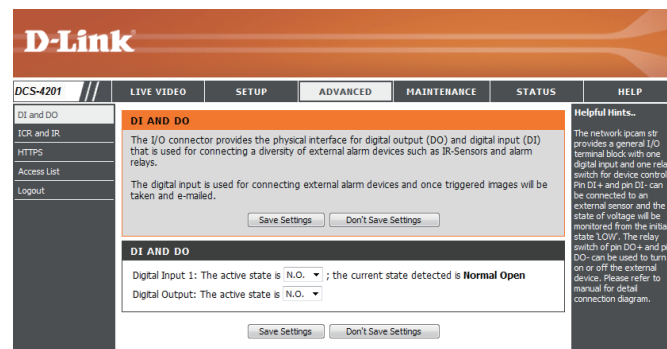 D-Link
DCS-4201
LIVE VIDEO
SETUP
ADVANCED
MAINTENANCE
STATUS
HELP
DI and DO
ICR and IR
HTTPS
Access List
Logout
DI AND DO
The I/O connector provides the physical interface for digital output (DO) and digital input (DI)
that is used for connecting a diversity of external alarm devices such as IR-Sensors and alarm
relays.
The digital input is used for connecting external alarm devices and once triggered images will be
taken and e-mailed.
Save Settings
Don't Save Settings
DI AND DO
Digital Input 1: The active state is N.O. ; the current state detected is Normal Open
Digital Output: The active state is N.O.
Save Settings
Don't Save Settings
Helpful Hints..
The network ipcam str
provides a general I/O
terminal block with one
digital input and one rela
switch for device control
Pin DI+ and pin DI- can
be connected to an
external sensor and the
state of voltage will be
monitored from the initia
state 'LOW'. The relay
switch of pin DO+ and pi
DO- can be used to turn
on or off the external
device. Please refer to
manual for detail
connection diagram.